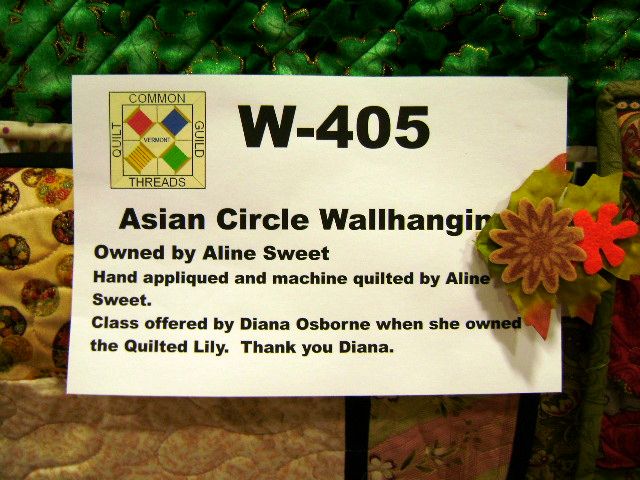 COMMON
QUILT
GUILD
VERMONT
THREADS
W-405
Asian Circle Wallhangin
Owned by Aline Sweet
Hand appliqued and machine quilted by Aline
Sweet.
Class offered by Diana Osborne when she owned
the Quilted Lily. Thank you Diana.